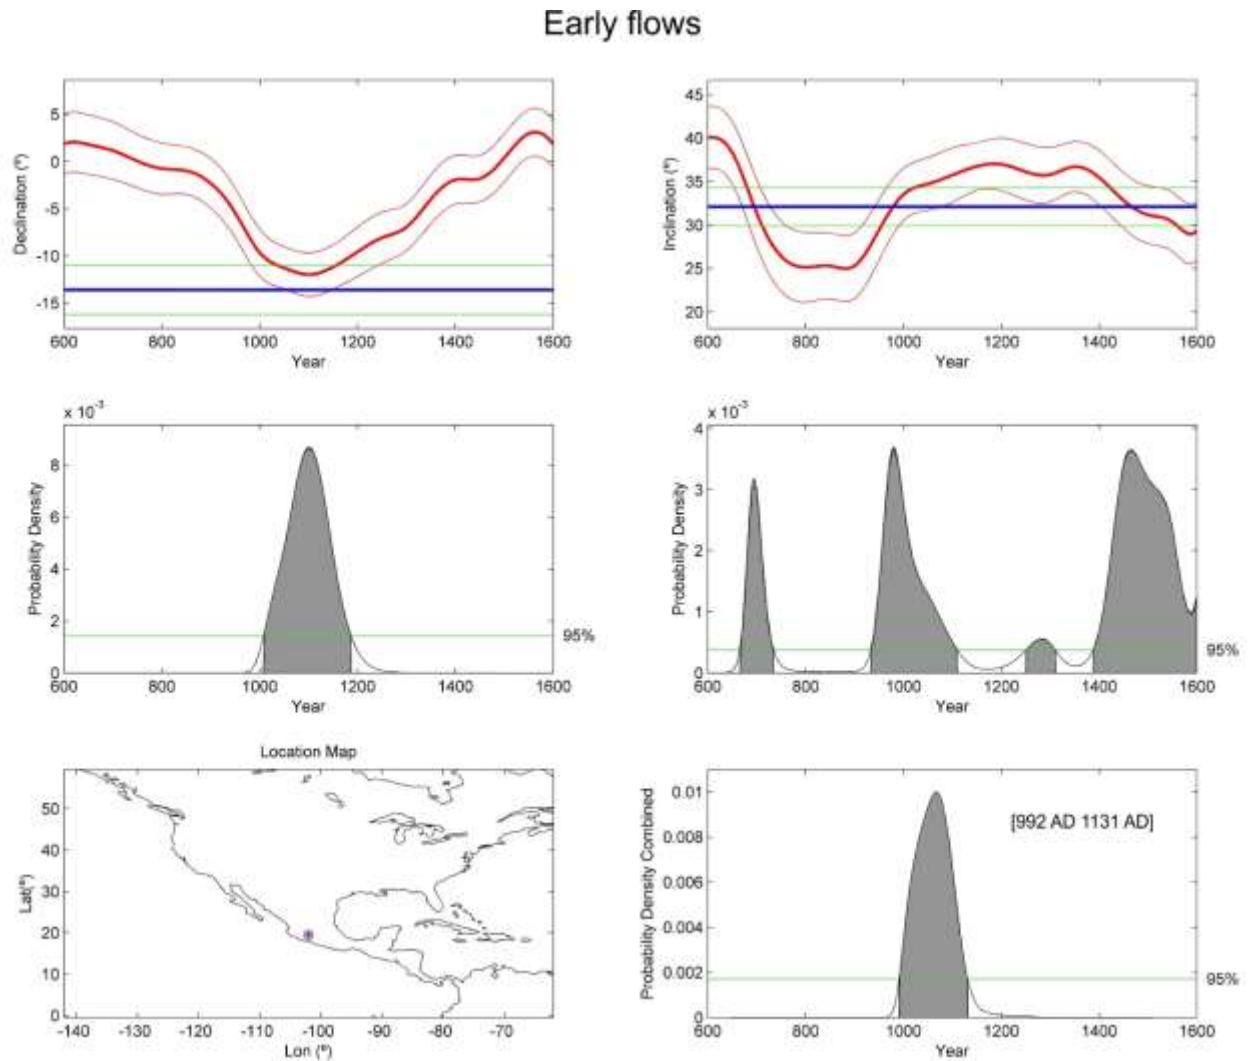 Early flows
5
0
-5
-10
-15
Declination (º)
600 800 1000 1200 1400 1600
Year
45
40
35
30
25
20
Inclination (º)
600 800 1000 1200 1400 1600
Year
x 10⁻³
8
6
4
2
0
Probability Density
95%
600 800 1000 1200 1400 1600
Year
x 10⁻³
4
3
2
1
0
Probability Density
95%
600 800 1000 1200 1400 1600
Year
Location Map
50
40
30
20
10
0
Lat(º)
-140 -130 -120 -110 -100 -90 -80 -70
Lon (º)
0.01
0.008
0.006
0.004
0.002
0
Probability Density Combined
[992 AD 1131 AD]
95%
600 800 1000 1200 1400 1600
Year